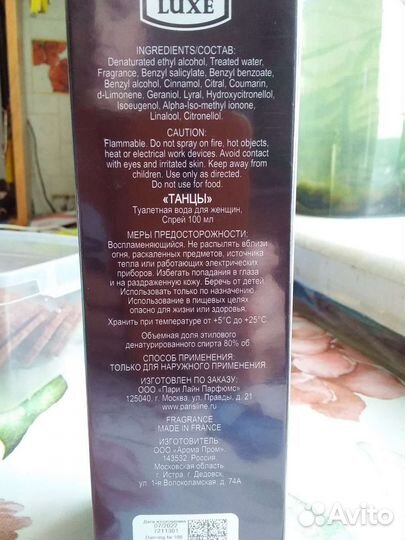 LUXE
INGREDIENTS/СОСТАВ:
Denaturated ethyl alcohol, Treated water,
Fragrance, Benzyl salicylate, Benzyl benzoate,
Benzyl alcohol, Cinnamol, Citral, Coumarin,
d-Limonene, Geraniol, Lyral, Hydroxycitronellol,
Isoeugenol, Alpha-Iso-methyl ionone,
Linalool, Citronellol.
CAUTION:
Flammable. Do not spray on fire, hot objects,
heat or electrical work devices. Avoid contact
with eyes and irritated skin. Keep away from
children. Use only as directed.
Do not use for food.
«ТАНЦЫ»
Туалетная вода для женщин,
Спрей 100 мл
МЕРЫ ПРЕДОСТОРОЖНОСТИ:
Воспламеняющийся. Не распылять вблизи
огня, раскаленных предметов, источника
тепла или работающих электрических
приборов. Избегать попадания в глаза
и на раздраженную кожу. Беречь от детей.
Использовать только по назначению.
Использование в пищевых целях
опасно для жизни или здоровья.
Хранить при температуре от +5°C до +25°C
Объемная доля этилового
денатурированного спирта 80% об.
СПОСОБ ПРИМЕНЕНИЯ:
ТОЛЬКО ДЛЯ НАРУЖНОГО ПРИМЕНЕНИЯ
ИЗГОТОВЛЕН ПО ЗАКАЗУ:
ООО «Пари Лайн Парфюмс»
125040, г. Москва, ул. Правды, д. 21
www.parisline.ru
FRAGRANCE
MADE IN FRANCE
ИЗГОТОВИТЕЛЬ:
ООО «Арома Пром»,
143532, Россия,
Московская область,
г. Истра, г. Дедовск,
ул. 1-я Волоколамская, д. 74А
Дата изготовления
07/2022
7211301
Dancing
Avito